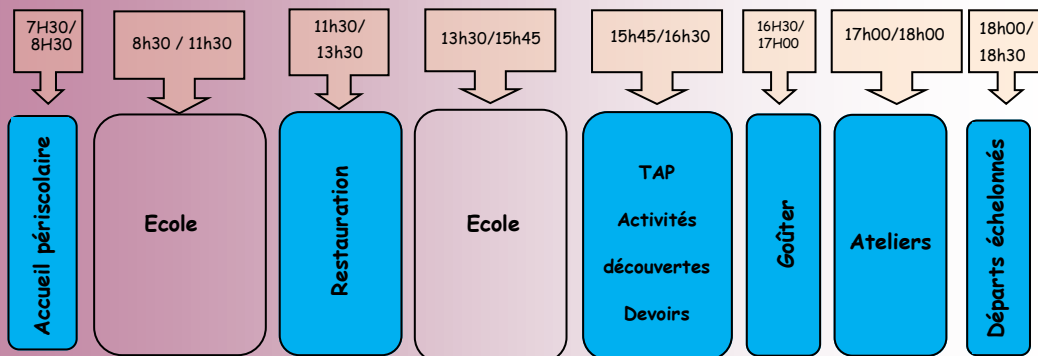 7H30/
8H30
8h30 / 11h30
11h30/
13h30
13h30/15h45
15h45/16h30
16H30/
17H00
17h00/18h00
18h00/
18h30
Accueil périscolaire
Ecole
Restauration
Ecole
TAP
Activités
découvertes
Devoirs
Goûter
Ateliers
Départs échelonnés